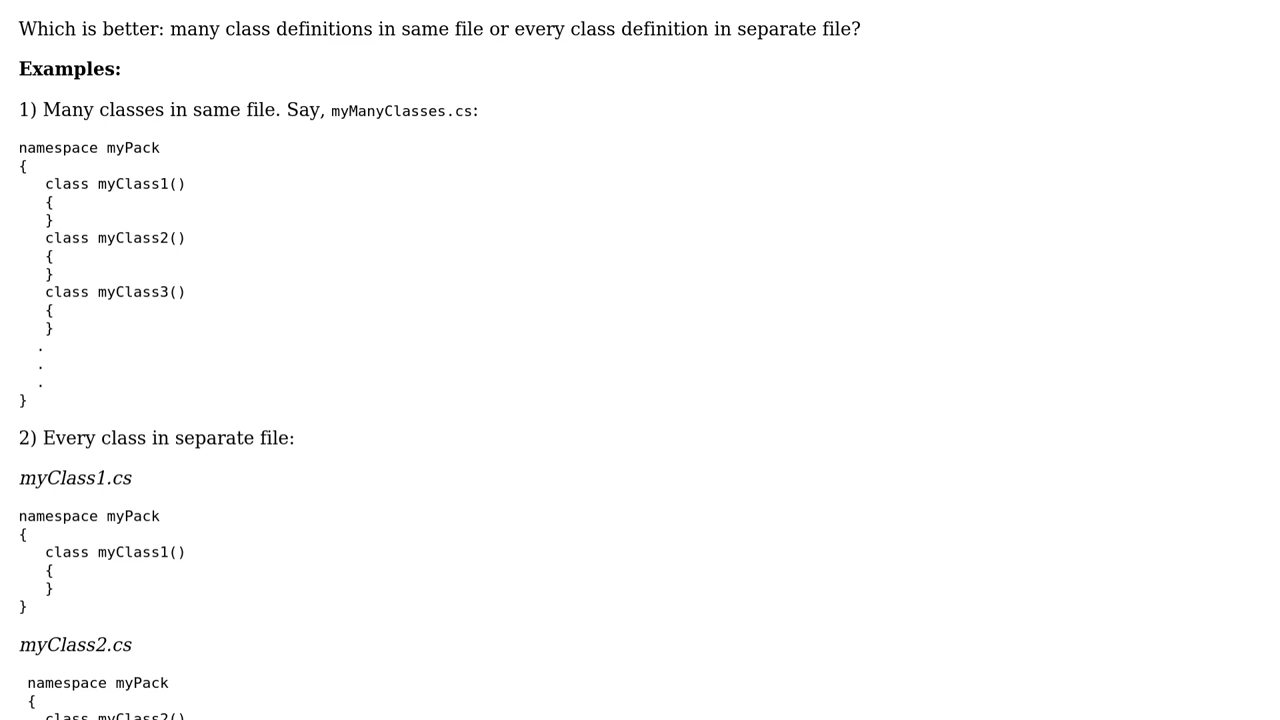 Which is better: many class definitions in same file or every class definition in separate file?
Examples:
1) Many classes in same file. Say, myManyClasses.cs:
namespace myPack
{
   class myClass1()
   {
   }
   class myClass2()
   {
   }
   class myClass3()
   {
   }
  .
  .
  .
}
2) Every class in separate file:
myClass1.cs
namespace myPack
{
   class myClass1()
   {
   }
}
myClass2.cs
 namespace myPack
 {
   class myClass2()